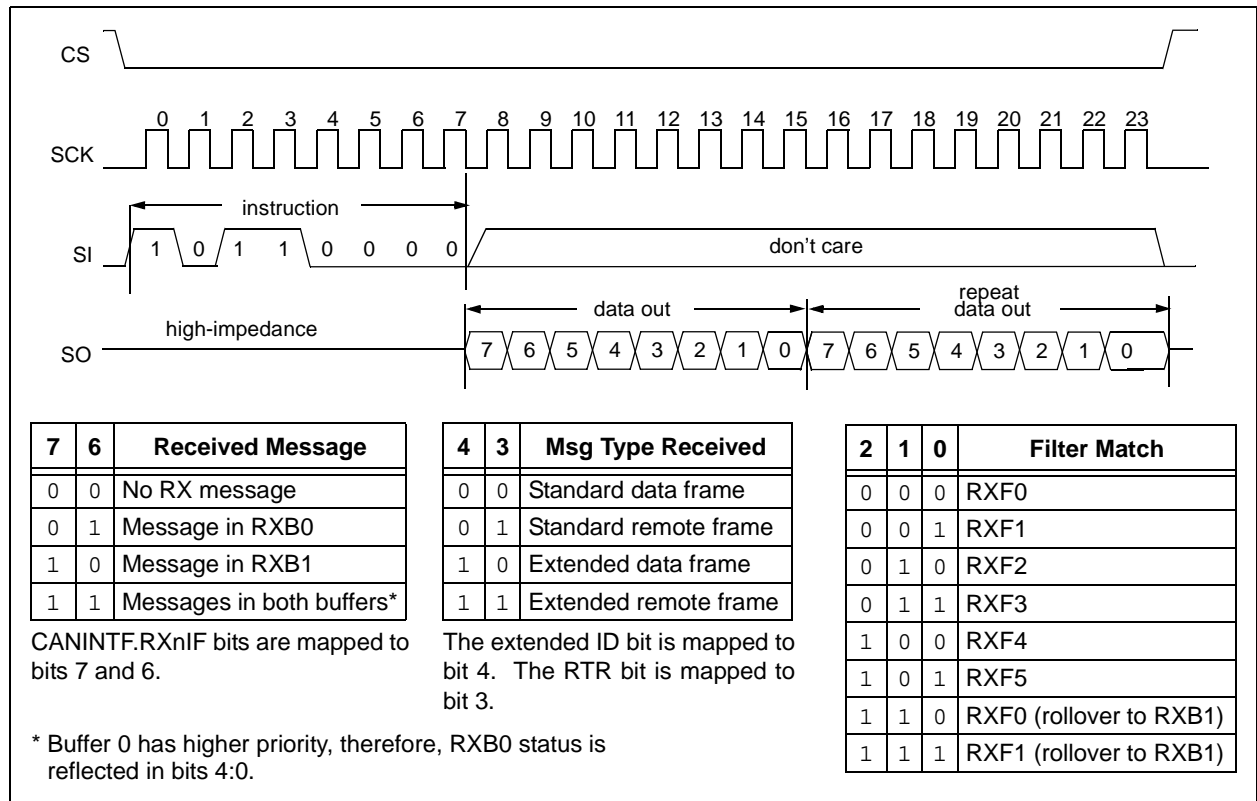 CS
0 1 2 3 4 5 6 7 8 9 10 11 12 13 14 15 16 17 18 19 20 21 22 23
SCK
instruction
SI 1 0 1 1 0 0 0 0 don't care
data out
repeat
data out
high-impedance
SO 7 6 5 4 3 2 1 0 7 6 5 4 3 2 1 0
7 6 Received Message
0 0 No RX message
0 1 Message in RXB0
1 0 Message in RXB1
1 1 Messages in both buffers*
CANINTF.RXnIF bits are mapped to
bits 7 and 6.
4 3 Msg Type Received
0 0 Standard data frame
0 1 Standard remote frame
1 0 Extended data frame
1 1 Extended remote frame
The extended ID bit is mapped to
bit 4. The RTR bit is mapped to
bit 3.
2 1 0 Filter Match
0 0 0 RXF0
0 0 1 RXF1
0 1 0 RXF2
0 1 1 RXF3
1 0 0 RXF4
1 0 1 RXF5
1 1 0 RXF0 (rollover to RXB1)
1 1 1 RXF1 (rollover to RXB1)
* Buffer 0 has higher priority, therefore, RXB0 status is
reflected in bits 4:0.